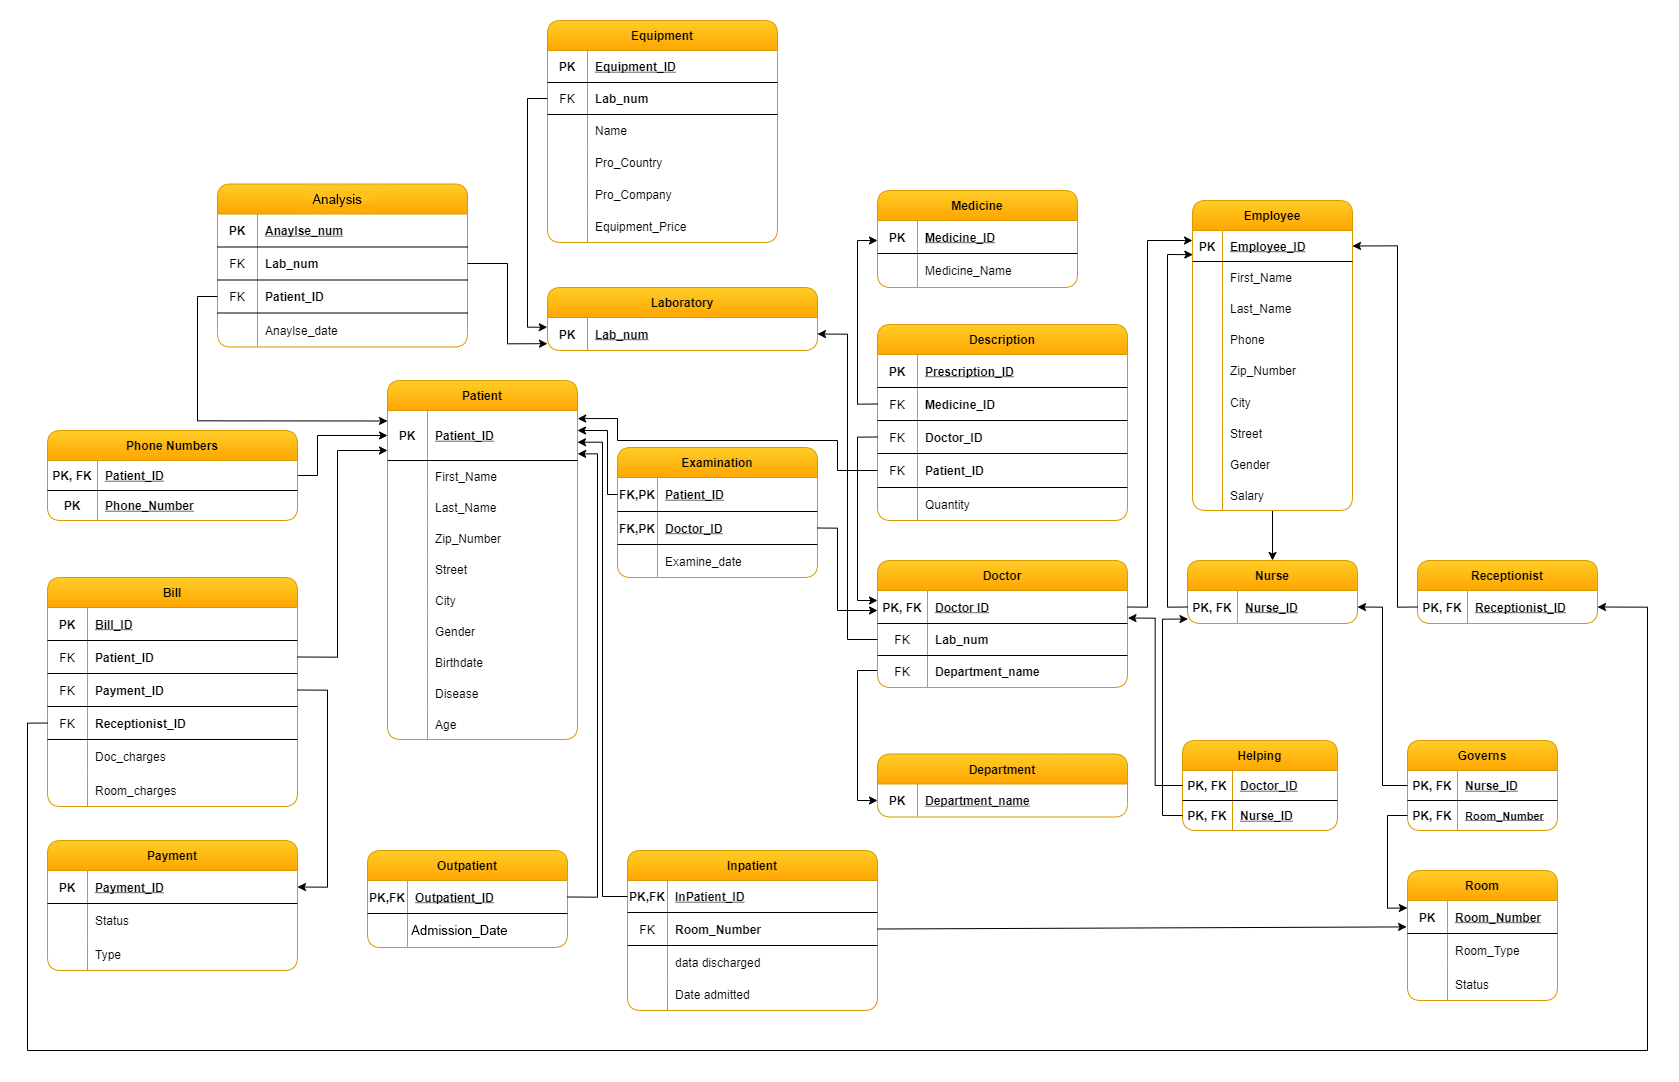 Equipment
PK Equipment_ID
FK Lab_num
Name
Pro_Country
Pro_Company
Equipment_Price
Analysis
PK Anaylse_num
FK Lab_num
FK Patient_ID
Anaylse_date
Medicine
PK Medicine_ID
Medicine_Name
Employee
PK Employee_ID
First_Name
Last_Name
Phone
Zip_Number
City
Street
Gender
Salary
Laboratory
PK Lab_num
Description
PK Prescription_ID
FK Medicine_ID
FK Doctor_ID
FK Patient_ID
Quantity
Patient
PK Patient_ID
First_Name
Last_Name
Zip_Number
Street
City
Gender
Birthdate
Disease
Age
Phone Numbers
PK, FK Patient_ID
PK Phone_Number
Examination
FK,PK Patient_ID
FK,PK Doctor_ID
Examine_date
Doctor
PK, FK Doctor ID
FK Lab_num
FK Department_name
Nurse
PK, FK Nurse_ID
Receptionist
PK, FK Receptionist_ID
Bill
PK Bill_ID
FK Patient_ID
FK Payment_ID
FK Receptionist_ID
Doc_charges
Room_charges
Department
PK Department_name
Helping
PK, FK Doctor_ID
PK, FK Nurse_ID
Governs
PK, FK Nurse_ID
PK, FK Room_Number
Payment
PK Payment_ID
Status
Type
Outpatient
PK,FK Outpatient_ID
Admission_Date
Inpatient
PK,FK InPatient_ID
FK Room_Number
data discharged
Date admitted
Room
PK Room_Number
Room_Type
Status